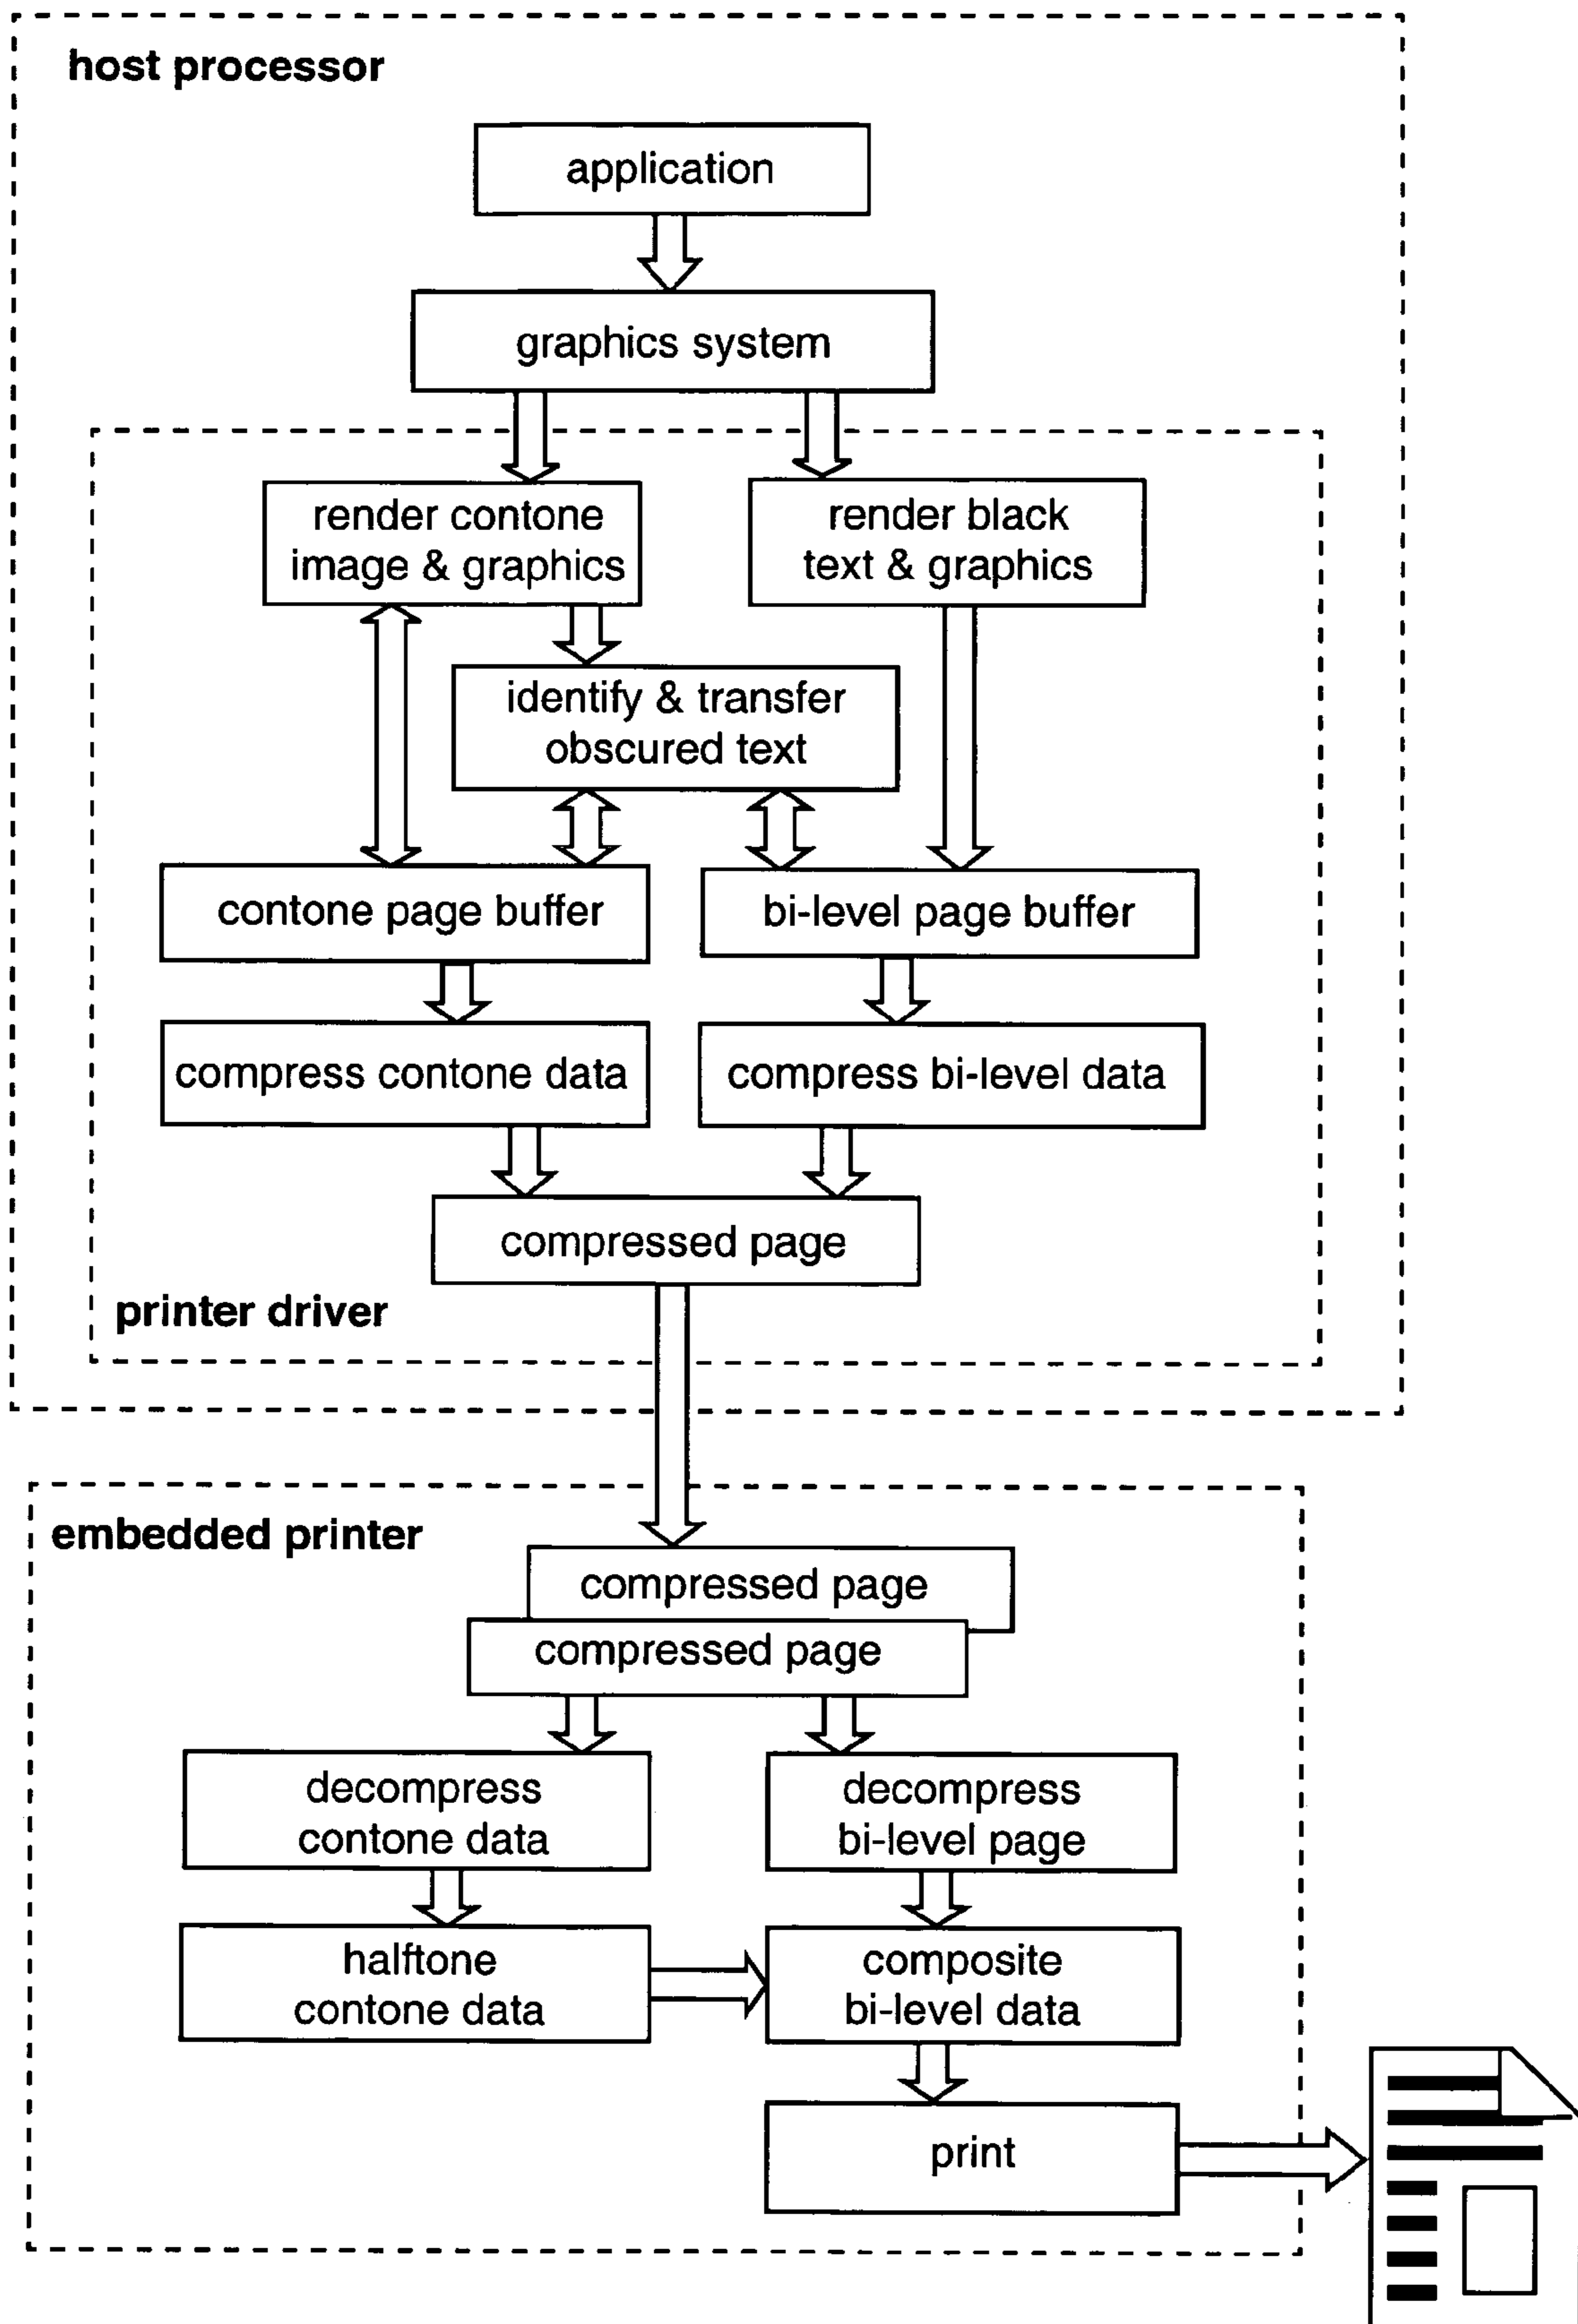 host processor
application
graphics system
render contone
image & graphics
render black
text & graphics
identify & transfer
obscured text
contone page buffer
bi-level page buffer
compress contone data
compress bi-level data
compressed page
printer driver
embedded printer
compressed page
compressed page
decompress
contone data
decompress
bi-level page
halftone
contone data
composite
bi-level data
print